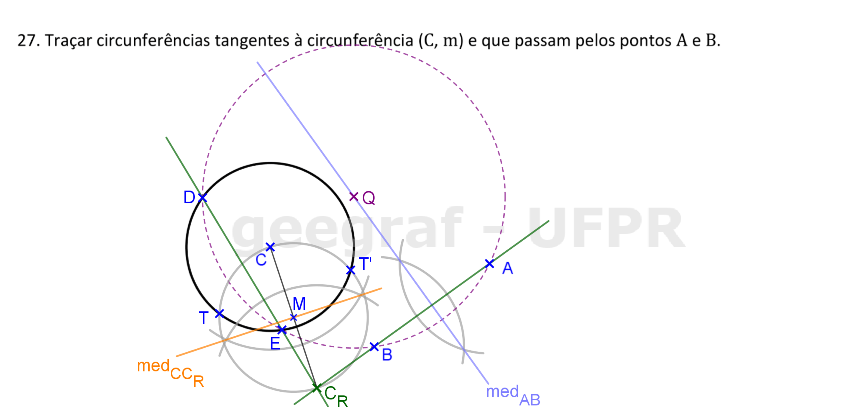 27. Traçar circunferências tangentes à circunferência (C, m) e que passam pelos pontos A e B.
D
Q
geegraf - UFPR
C
T'
A
M
T
E
B
med_CC_R
C_R
med_AB